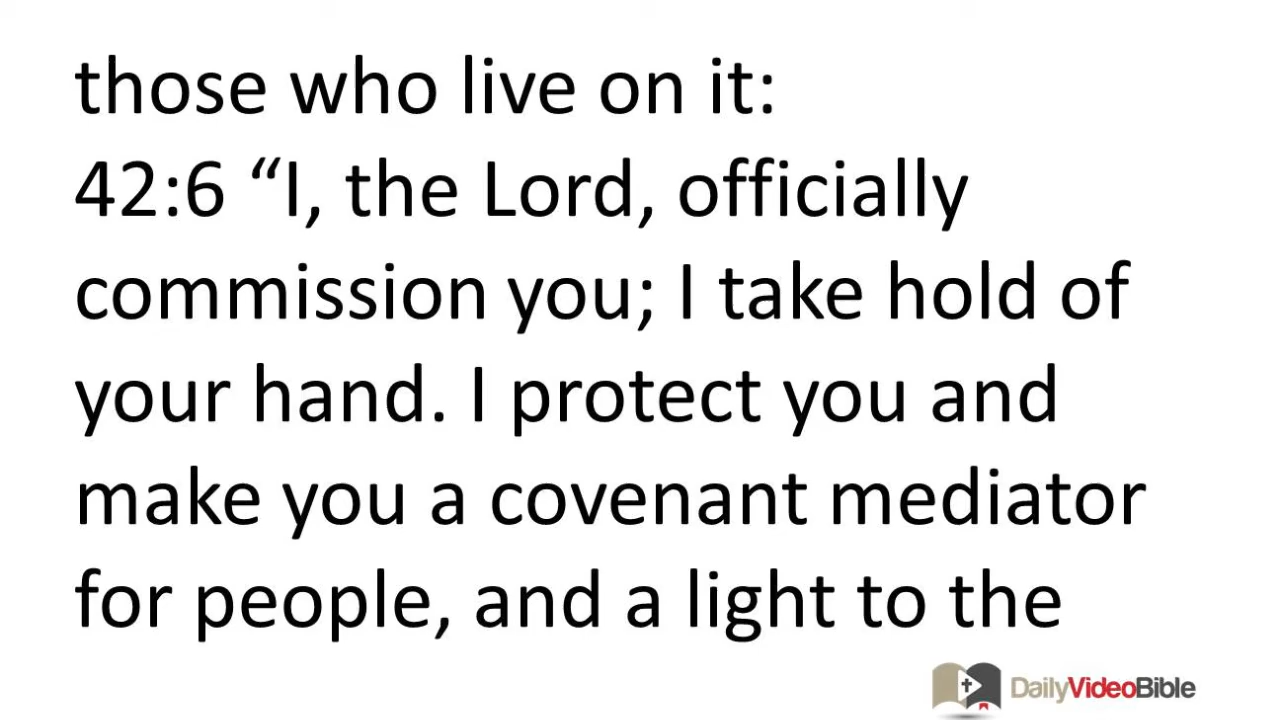 those who live on it:
42:6 “I, the Lord, officially
commission you; I take hold of
your hand. I protect you and
make you a covenant mediator
for people, and a light to the
DailyVideoBible